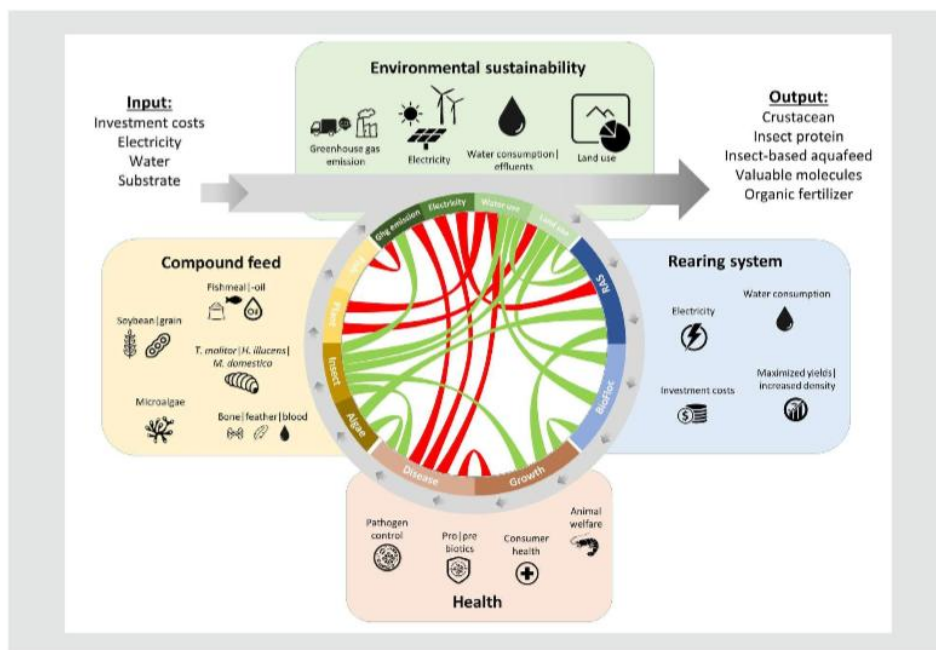 Environmental sustainability
Input:
Investment costs
Electricity
Water
Substrate
Greenhouse gas
emission
Electricity
Water consumption|
effluents
Land use
Output:
Crustacean
Insect protein
Insect-based aquafeed
Valuable molecules
Organic fertilizer
Compound feed
Fishmeal|-oil
Oil
Soybean|grain
T. molitor|H. illucens|
M. domestica
Microalgae
Bone|feather|blood
Ghg emission
Electricity
Water use
Land use
RAS
BioFloc
Growth
Disease
Algae
Insect
Plant
Rearing system
Electricity
Water consumption
Investment costs
$
Maximized yields|
increased density
Pathogen
control
Pro|pre
biotics
Consumer
health
Animal
welfare
Health